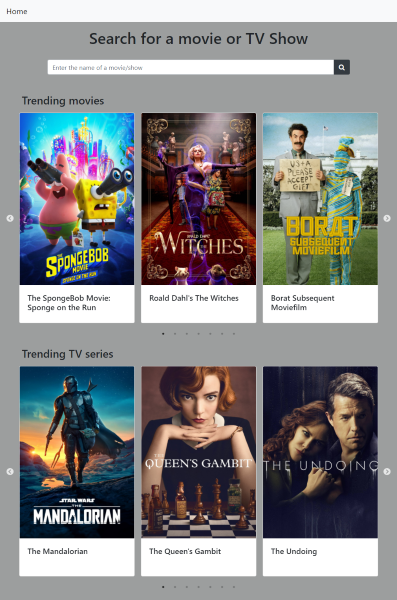 Home
Search for a movie or TV Show
Enter the name of a movie/show
Trending movies
THE
SPONGEBOB
MOVIE
SPONGE ON THE RUN
ROALD DAHL'S
THE WITCHES
US+A
PLEASE
ACCEPT
GIFT
BORAT
SUBSEQUENT
MOVIEFILM
The SpongeBob Movie:
Sponge on the Run
Roald Dahl's The Witches
Borat Subsequent
Moviefilm
Trending TV series
STAR WARS
THE
MANDALORIAN
THE
QUEEN'S GAMBIT
THE UNDOING
The Mandalorian
The Queen's Gambit
The Undoing